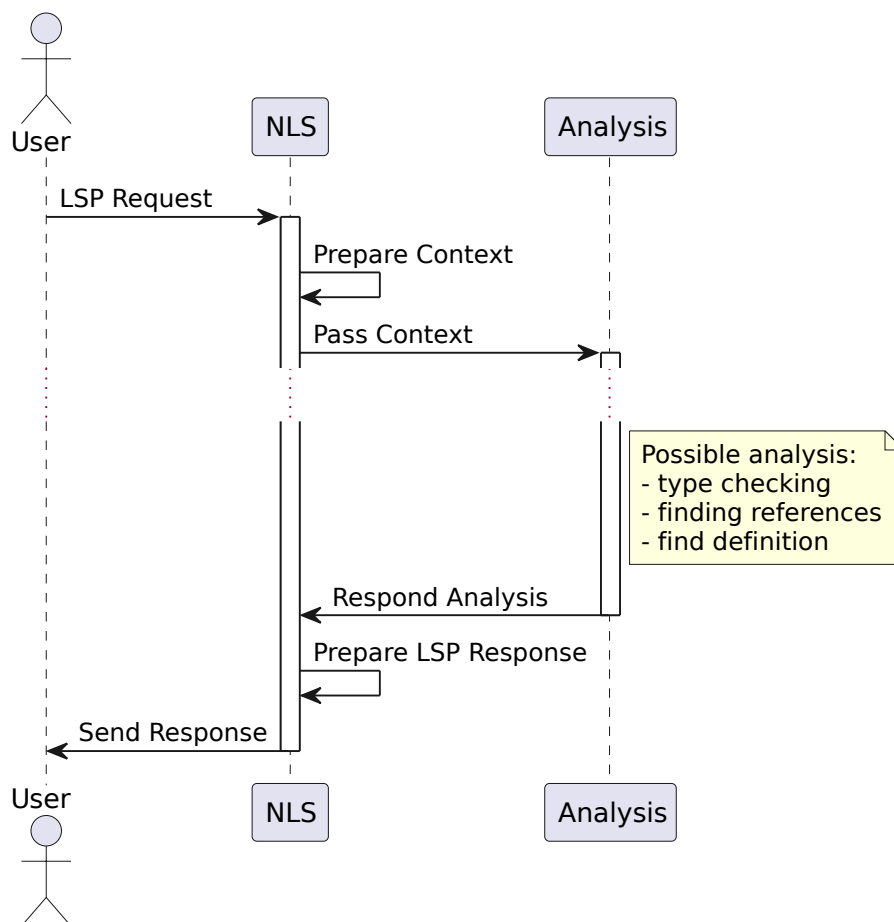 User
NLS
Analysis
LSP Request
Prepare Context
Pass Context
Possible analysis:
- type checking
- finding references
- find definition
Respond Analysis
Prepare LSP Response
Send Response
User
NLS
Analysis